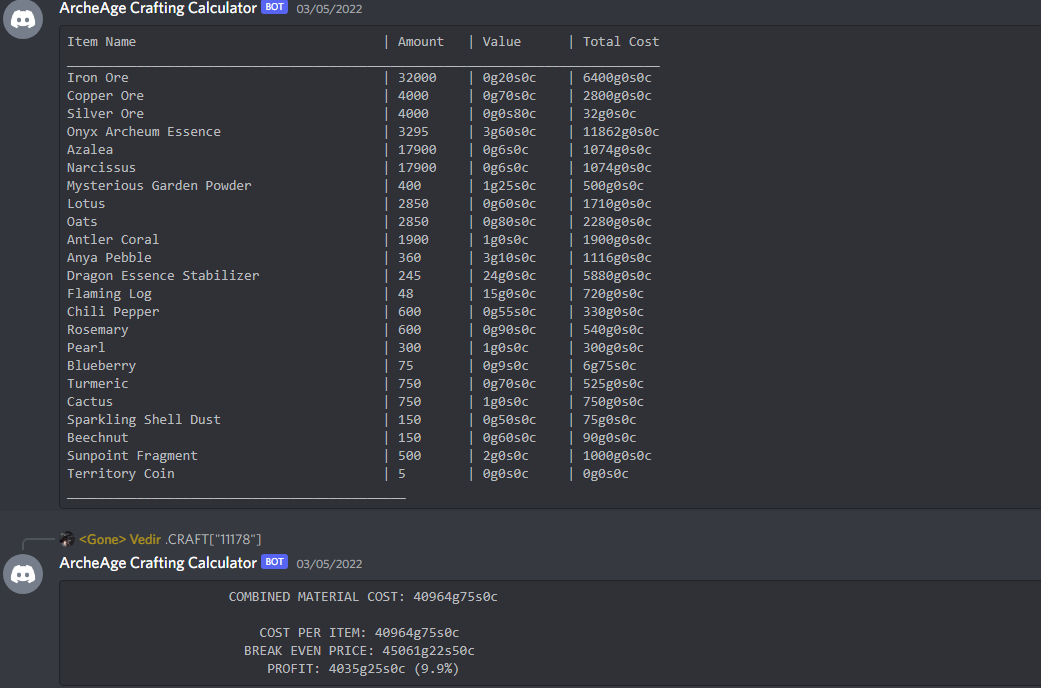 ArcheAge Crafting Calculator BOT 03/05/2022
Item Name | Amount | Value | Total Cost
Iron Ore | 32000 | 0g20s0c | 6400g0s0c
Copper Ore | 4000 | 0g70s0c | 2800g0s0c
Silver Ore | 4000 | 0g0s80c | 32g0s0c
Onyx Archeum Essence | 3295 | 3g60s0c | 11862g0s0c
Azalea | 17900 | 0g6s0c | 1074g0s0c
Narcissus | 17900 | 0g6s0c | 1074g0s0c
Mysterious Garden Powder | 400 | 1g25s0c | 500g0s0c
Lotus | 2850 | 0g60s0c | 1710g0s0c
Oats | 2850 | 0g80s0c | 2280g0s0c
Antler Coral | 1900 | 1g0s0c | 1900g0s0c
Anya Pebble | 360 | 3g10s0c | 1116g0s0c
Dragon Essence Stabilizer | 245 | 24g0s0c | 5880g0s0c
Flaming Log | 48 | 15g0s0c | 720g0s0c
Chili Pepper | 600 | 0g55s0c | 330g0s0c
Rosemary | 600 | 0g90s0c | 540g0s0c
Pearl | 300 | 1g0s0c | 300g0s0c
Blueberry | 75 | 0g9s0c | 6g75s0c
Turmeric | 750 | 0g70s0c | 525g0s0c
Cactus | 750 | 1g0s0c | 750g0s0c
Sparkling Shell Dust | 150 | 0g50s0c | 75g0s0c
Beechnut | 150 | 0g60s0c | 90g0s0c
Sunpoint Fragment | 500 | 2g0s0c | 1000g0s0c
Territory Coin | 5 | 0g0s0c | 0g0s0c
<Gone> Vedir .CRAFT["11178"]
ArcheAge Crafting Calculator BOT 03/05/2022
COMBINED MATERIAL COST: 40964g75s0c
COST PER ITEM: 40964g75s0c
BREAK EVEN PRICE: 45061g22s50c
PROFIT: 4035g25s0c (9.9%)